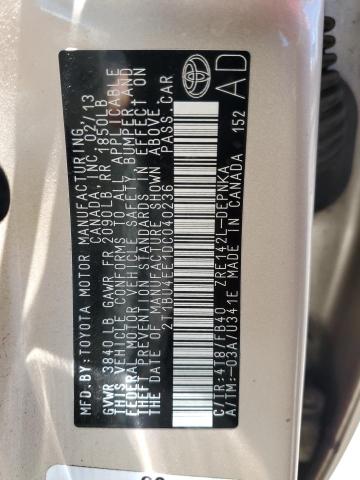 MFD.BY:TOYOTA MOTOR MANUFACTURING
CANADA, INC. 02/13
GVWR 3840LB GAWR FR 2090LB RR 1850LB
THIS VEHICLE CONFORMS TO ALL APPLICABLE
FEDERAL MOTOR VEHICLE SAFETY, BUMPER, AND
THEFT PREVENTION STANDARDS IN EFFECT ON
THE DATE OF MANUFACTURE SHOWN ABOVE.
2T1BU4EE1DC040236 PASS.CAR
C/TR:4T8/FB40 ZRE142L-DEPNKA
A/TM:-03A/U341E MADE IN CANADA 152
AD